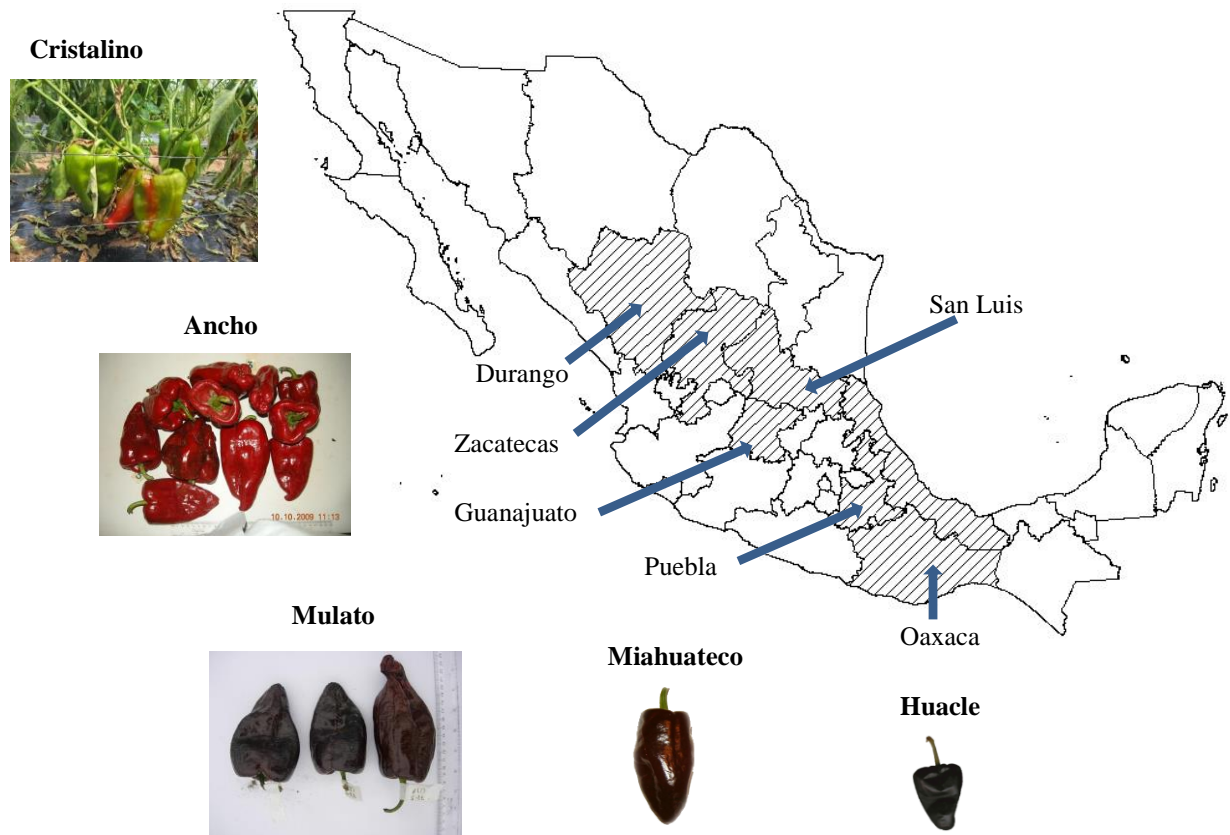 Cristalino
Ancho
10.10.2009 11:13
San Luis
Durango
Zacatecas
Guanajuato
Puebla
Oaxaca
Mulato
Miahuateco
Huacle